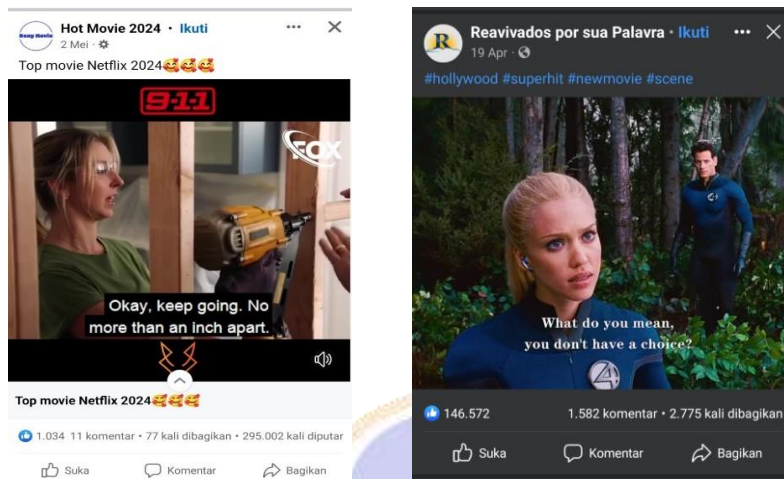 Hot Movie 2024 · Ikuti
2 Mei ·
Top movie Netflix 2024🥰🥰🥰
9-1-1
FOX
Okay, keep going. No
more than an inch apart.
Top movie Netflix 2024🥰🥰🥰
1.034 11 komentar • 77 kali dibagikan • 295.002 kali diputar
Suka Komentar Bagikan
R
Reavivados por sua Palavra · Ikuti
19 Apr ·
#hollywood #superhit #newmovie #scene
What do you mean,
you don't have a choice?
4
146.572 1.582 komentar • 2.775 kali dibagikan
Suka Komentar Bagikan